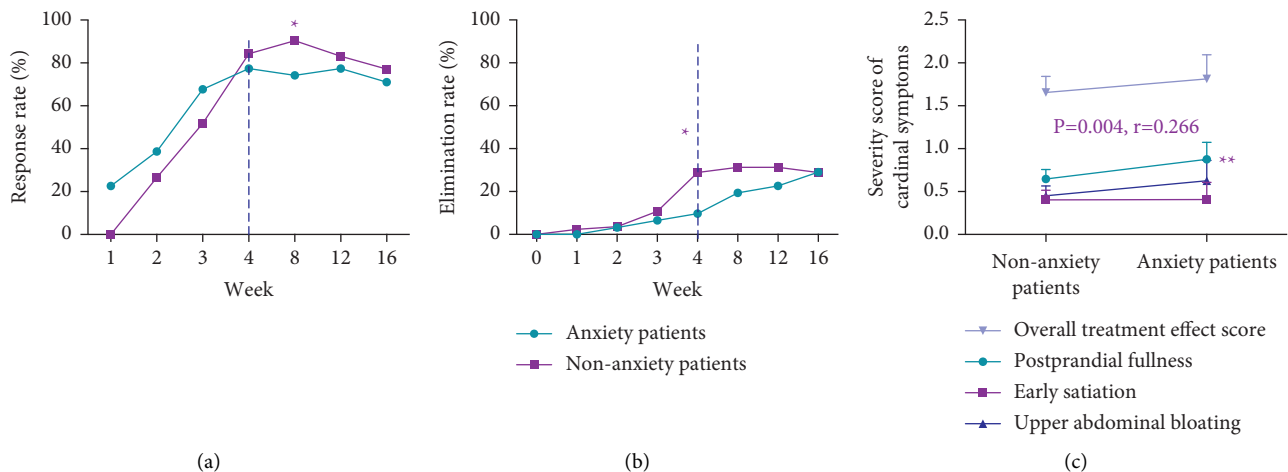 Response rate (%)
100
80
60
40
20
0
*
1 2 3 4 8 12 16
Week
(a)
Elimination rate (%)
100
80
60
40
20
0
*
0 1 2 3 4 8 12 16
Week
Anxiety patients
Non-anxiety patients
(b)
Severity score of
cardinal symptoms
2.5
2.0
1.5
1.0
0.5
0.0
P=0.004, r=0.266
**
Non-anxiety
patients
Anxiety patients
Overall treatment effect score
Postprandial fullness
Early satiation
Upper abdominal bloating
(c)